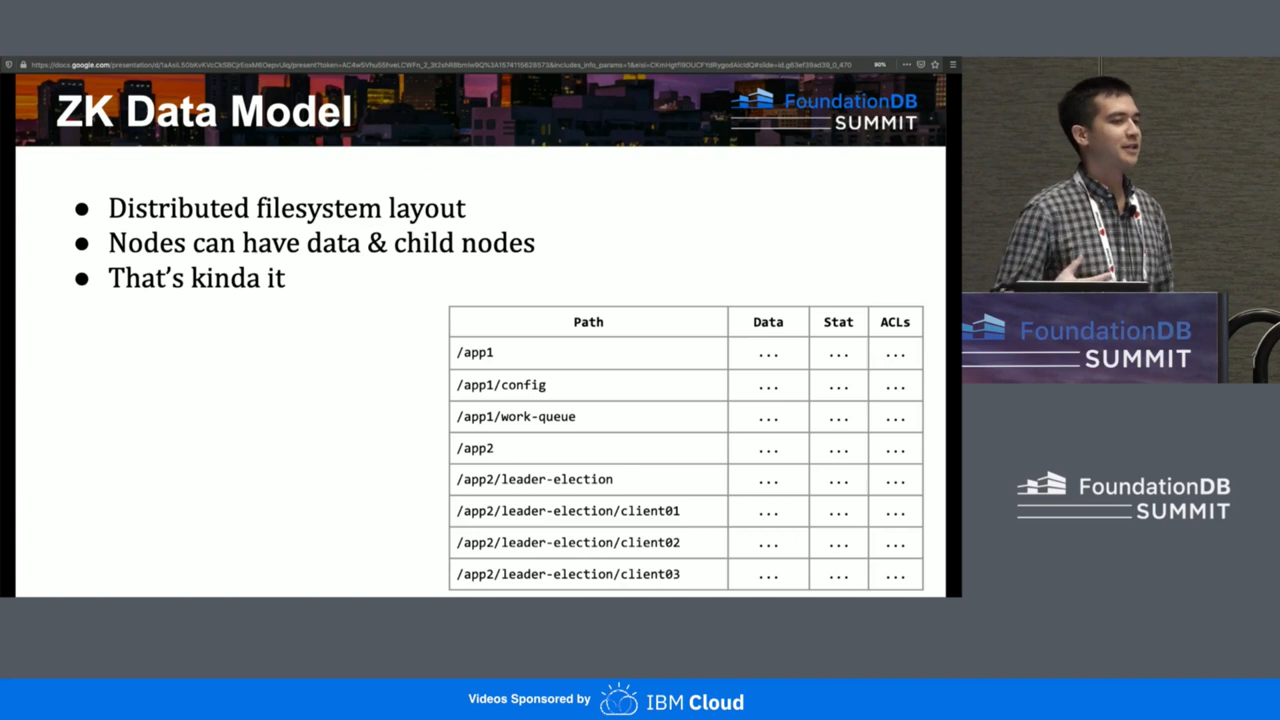 90%
ZK Data Model
FoundationDB
SUMMIT
● Distributed filesystem layout
● Nodes can have data & child nodes
● That's kinda it
Path Data Stat ACLs
/app1 ... ... ...
/app1/config ... ... ...
/app1/work-queue ... ... ...
/app2 ... ... ...
/app2/leader-election ... ... ...
/app2/leader-election/client01 ... ... ...
/app2/leader-election/client02 ... ... ...
/app2/leader-election/client03 ... ... ...
FoundationDB
SUMMIT
FoundationDB
SUMMIT
Videos Sponsored by IBM Cloud